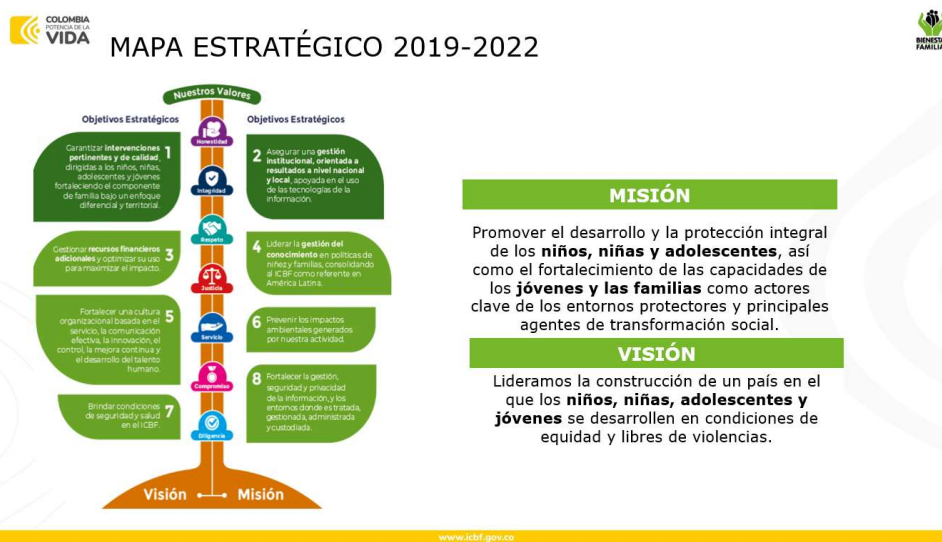 COLOMBIA
POTENCIA DE LA
VIDA
MAPA ESTRATÉGICO 2019-2022
BIENESTA
FAMILIA
Nuestros Valores
Objetivos Estratégicos
Objetivos Estratégicos
Honestidad
Integridad
Respeto
Justicia
Servicio
Compromiso
Diligencia
1
Garantizar intervenciones
pertinentes y de calidad,
dirigidas a los niños, niñas,
adolescentes y jóvenes
fortaleciendo el componente
de familia bajo un enfoque
diferencial y territorial.
2
Asegurar una gestión
institucional, orientada a
resultados a nivel nacional
y local, apoyada en el uso
de las tecnologías de la
información.
3
Gestionar recursos financieros
adicionales y optimizar su uso
para maximizar el impacto.
4
Liderar la gestión del
conocimiento en políticas de
niñez y familias, consolidando
al ICBF como referente en
América Latina.
5
Fortalecer una cultura
organizacional basada en el
servicio, la comunicación
efectiva, la innovación, el
control, la mejora continua y
el desarrollo del talento
humano.
6
Prevenir los impactos
ambientales generados
por nuestra actividad.
7
Brindar condiciones
de seguridad y salud
en el ICBF.
8
Fortalecer la gestión,
seguridad y privacidad
de la información, y los
entornos donde es tratada,
gestionada, administrada
y custodiada.
Visión
Misión
MISIÓN
Promover el desarrollo y la protección integral
de los niños, niñas y adolescentes, así
como el fortalecimiento de las capacidades de
los jóvenes y las familias como actores
clave de los entornos protectores y principales
agentes de transformación social.
VISIÓN
Lideramos la construcción de un país en el
que los niños, niñas, adolescentes y
jóvenes se desarrollen en condiciones de
equidad y libres de violencias.
www.icbf.gov.co